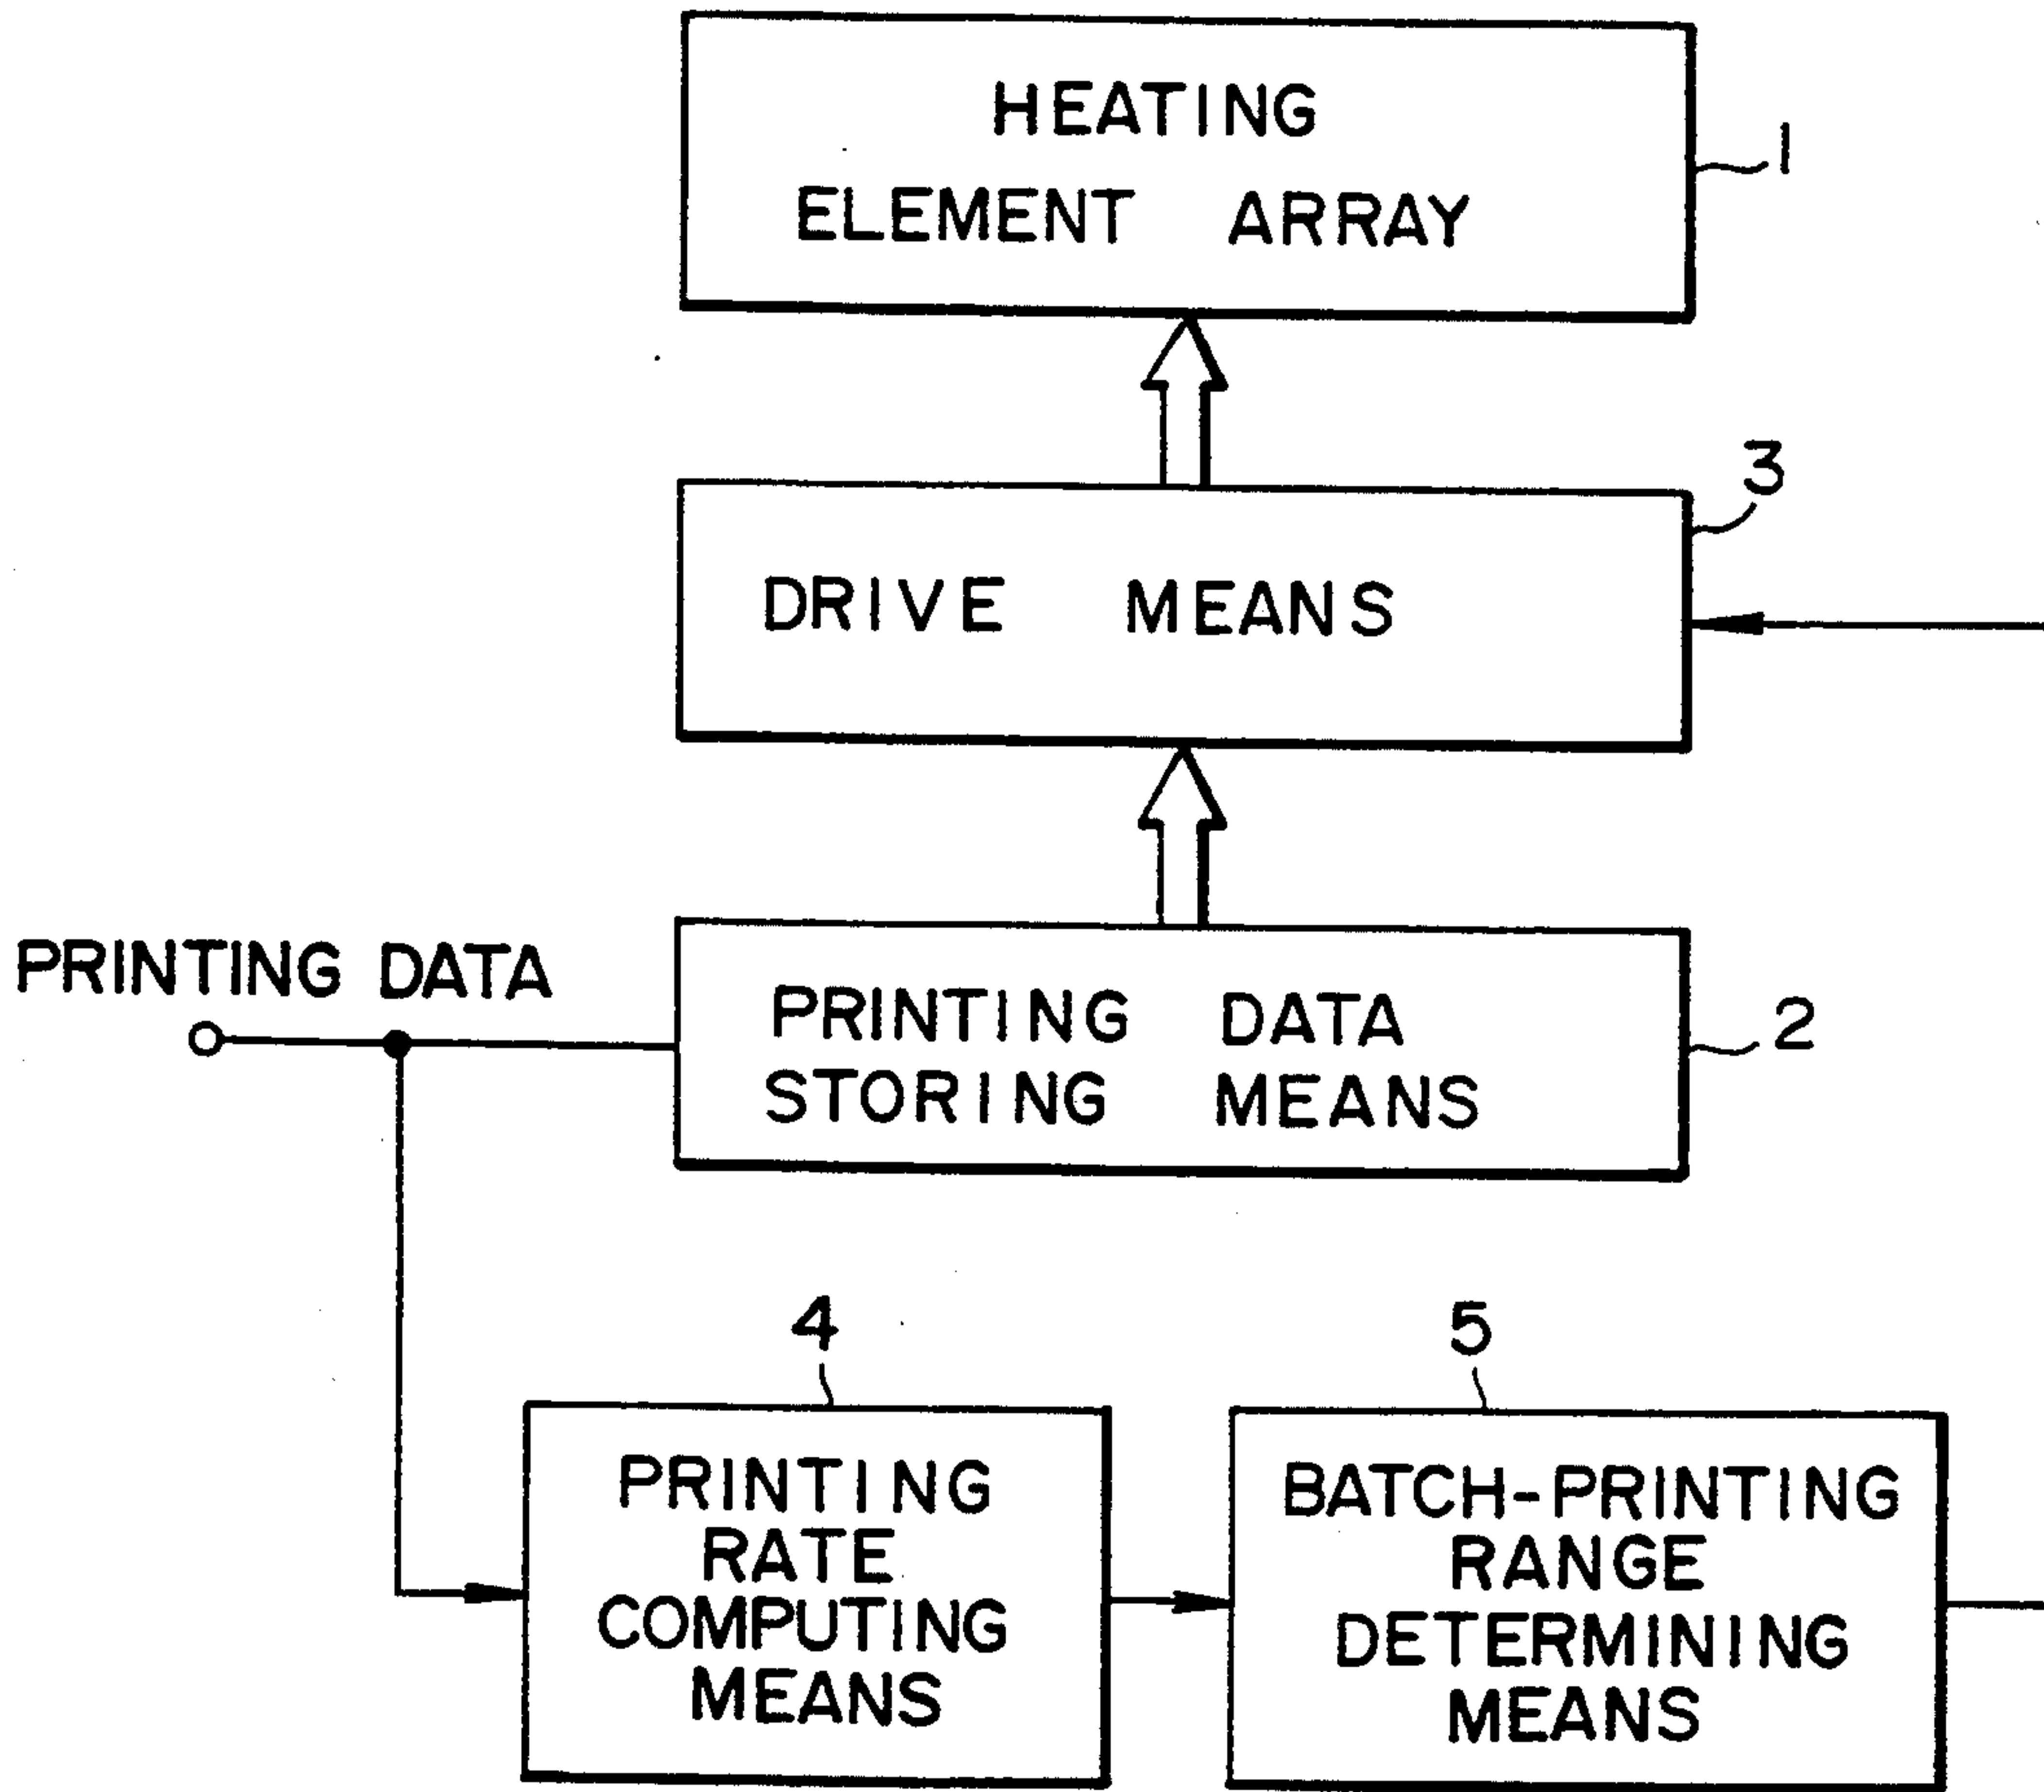 HEATING
ELEMENT ARRAY
1
3
DRIVE MEANS
PRINTING DATA
PRINTING DATA
STORING MEANS
2
4
5
PRINTING
RATE
COMPUTING
MEANS
BATCH-PRINTING
RANGE
DETERMINING
MEANS